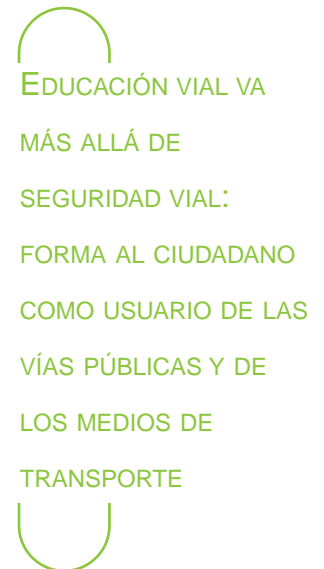 EDUCACIÓN VIAL VA
MÁS ALLÁ DE
SEGURIDAD VIAL:
FORMA AL CIUDADANO
COMO USUARIO DE LAS
VÍAS PÚBLICAS Y DE
LOS MEDIOS DE
TRANSPORTE